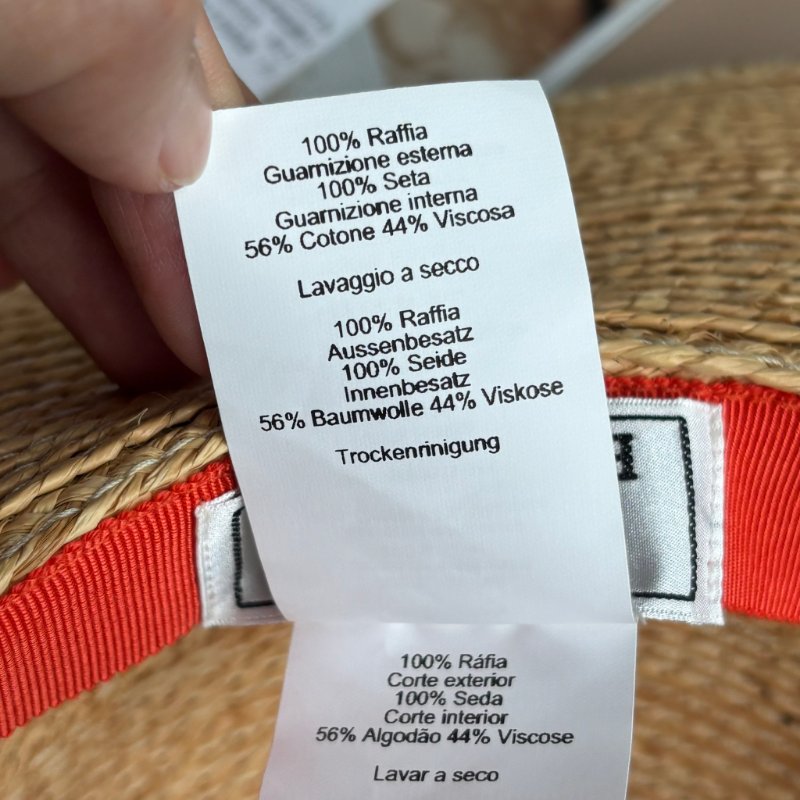 100% Raffia
Guarnizione esterna
100% Seta
Guarnizione interna
56% Cotone 44% Viscosa
Lavaggio a secco
100% Raffia
Aussenbesatz
100% Seide
Innenbesatz
56% Baumwolle 44% Viskose
Trockenrinigung
100% Ráfia
Corte exterior
100% Seda
Corte interior
56% Algodão 44% Viscose
Lavar a seco